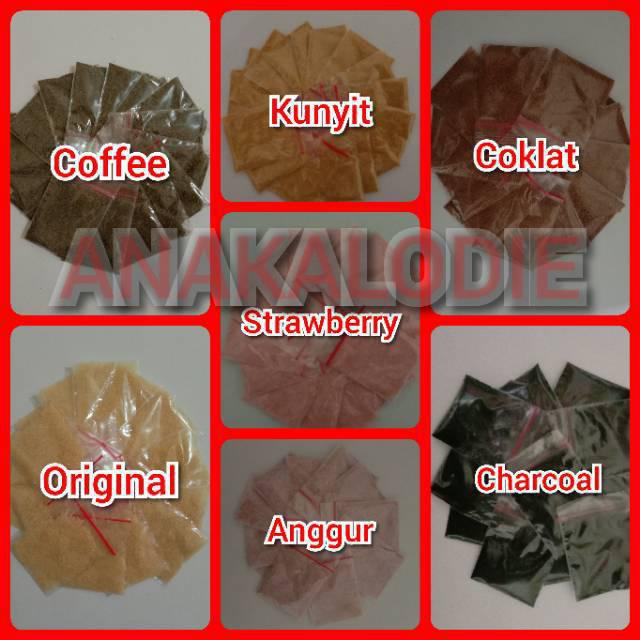 Coffee
Kunyit
Coklat
ANAKALODIE
Strawberry
Original
Anggur
Charcoal